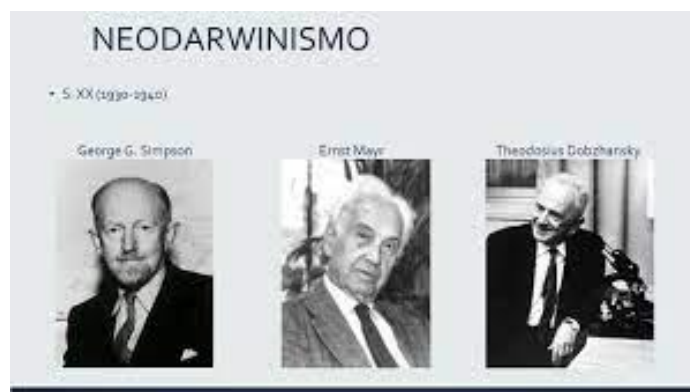 NEODARWINISMO
• S. XX (1930-1940)
George G. Simpson
Ernst Mayr
Theodosius Dobzhansky